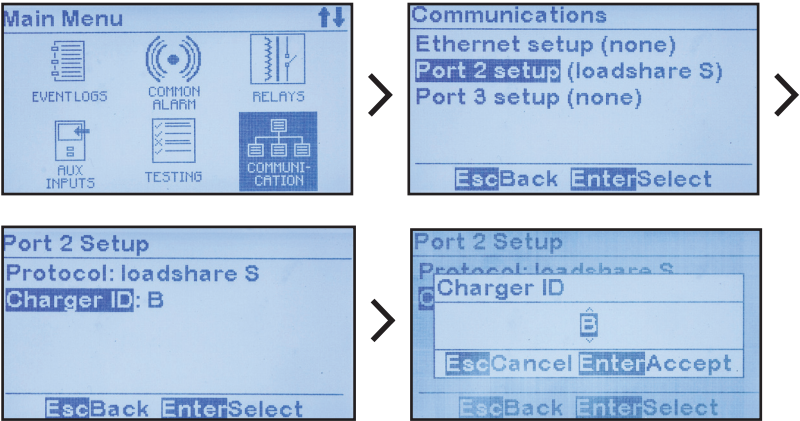 Main Menu
EVENTLOGS
COMMON
ALARM
RELAYS
AUX
INPUTS
TESTING
COMMUNI-
CATION
Communications
Ethernet setup (none)
Port 2 setup (loadshare S)
Port 3 setup (none)
EscBack EnterSelect
Port 2 Setup
Protocol: loadshare S
Charger ID: B
EscBack EnterSelect
Port 2 Setup
Protocol: loadshare S
C
Charger ID
B
EscCancel EnterAccept
EscBack EnterSelect